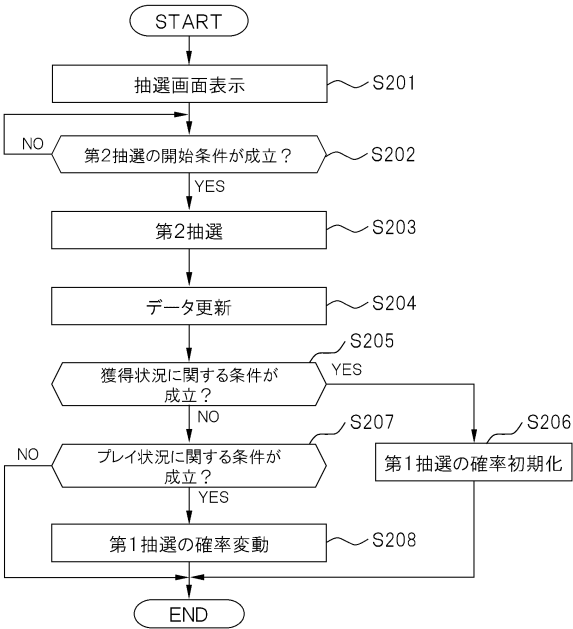 START
抽選画面表示
S201
NO
第2抽選の開始条件が成立?
S202
YES
第2抽選
S203
データ更新
S204
S205
獲得状況に関する条件が
成立?
YES
NO
S207
S206
NO
プレイ状況に関する条件が
成立?
第1抽選の確率初期化
YES
第1抽選の確率変動
S208
END